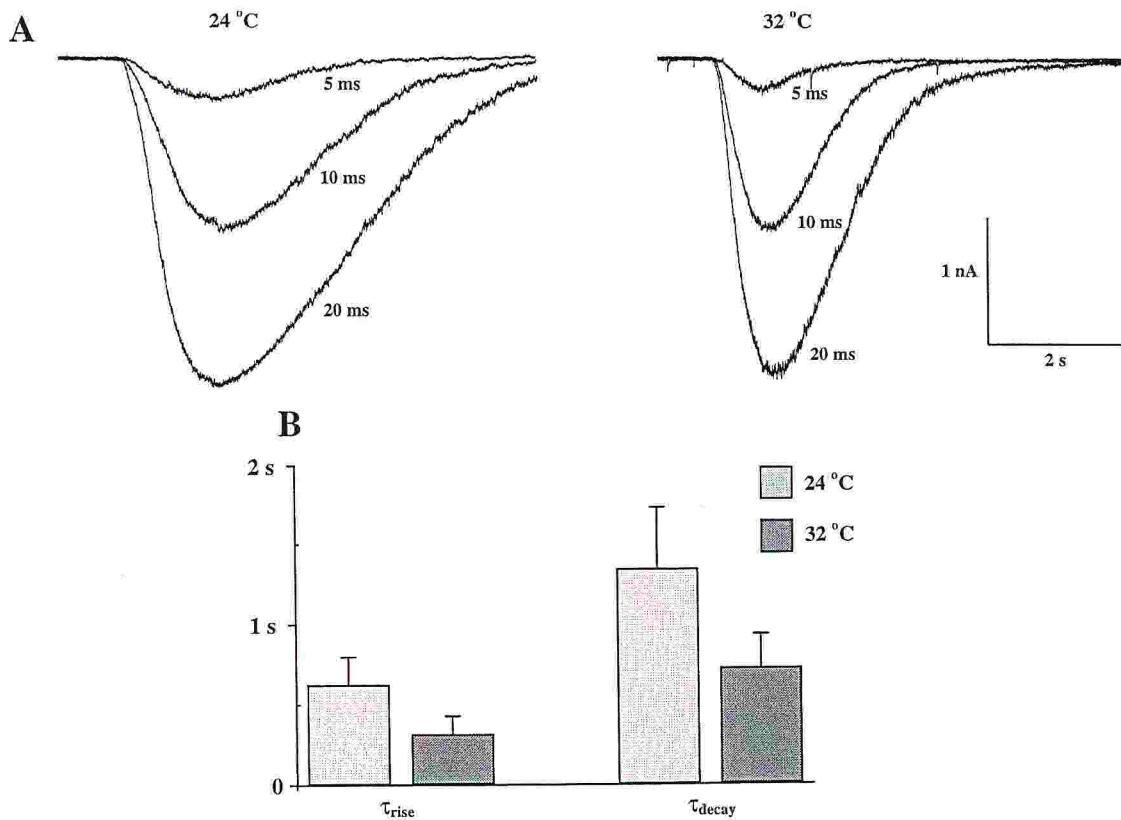 A
24 °C
32 °C
5 ms
10 ms
20 ms
5 ms
10 ms
20 ms
1 nA
2 s
B
2 s
1 s
0
24 °C
32 °C
τrise
τdecay